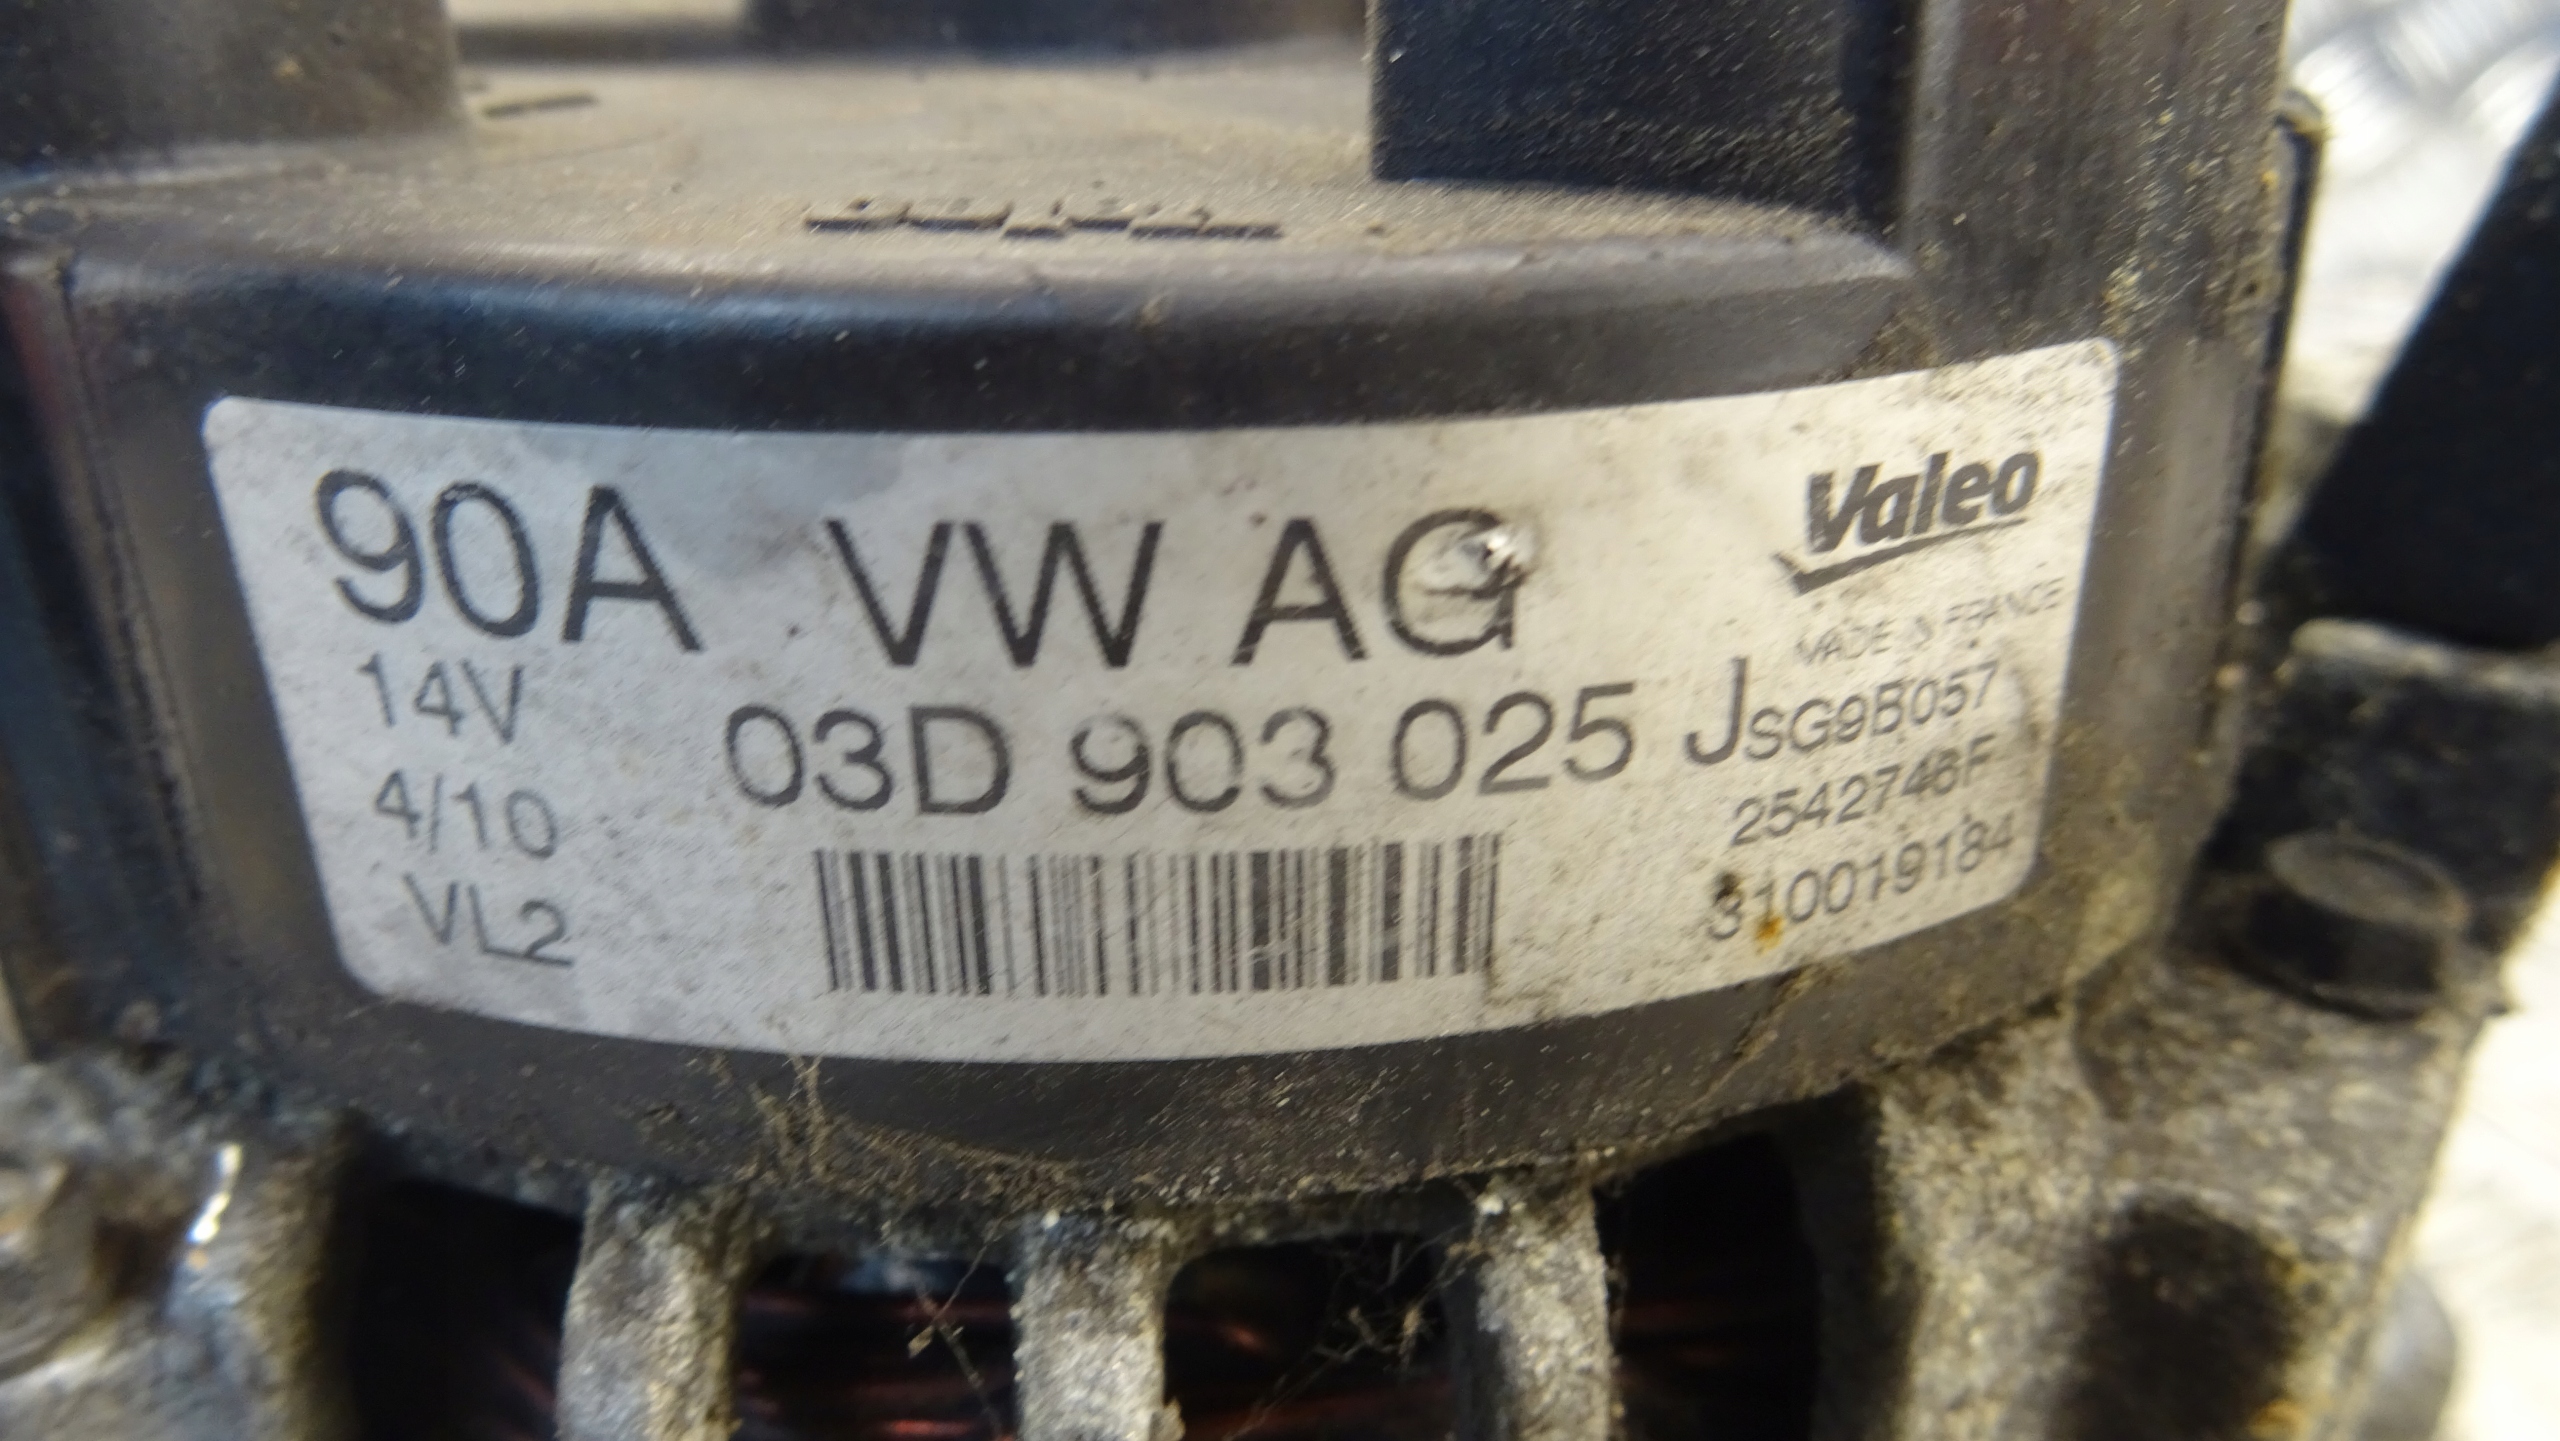 90A VW AG Valeo
MADE IN FRANCE
14V 03D 903 025 J SG9B057
4/10 2542746F
VL2 310019184